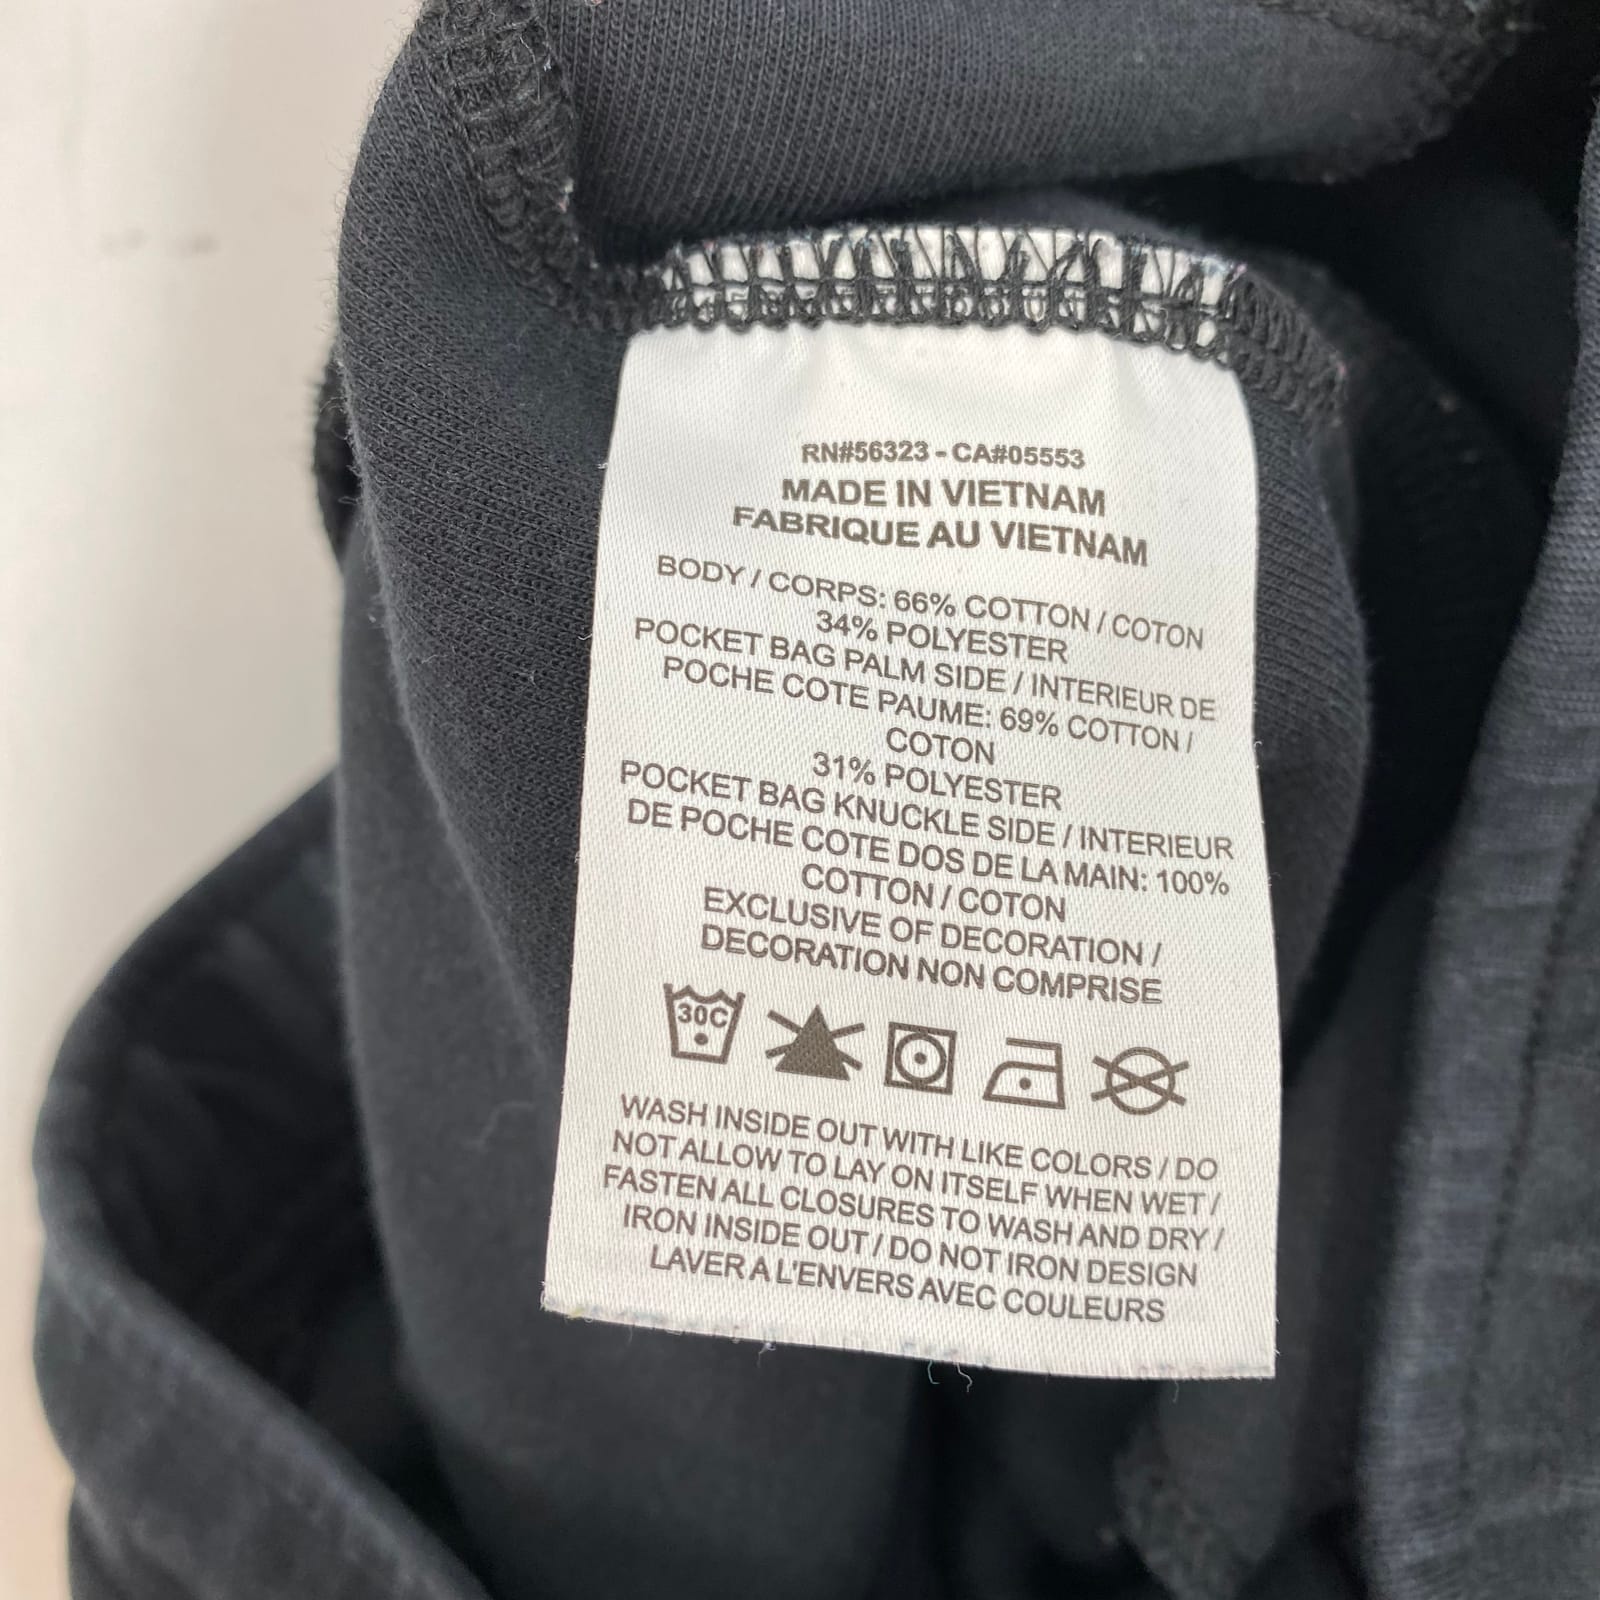 RN#56323 - CA#05553
MADE IN VIETNAM
FABRIQUE AU VIETNAM
BODY / CORPS: 66% COTTON / COTON
34% POLYESTER
POCKET BAG PALM SIDE / INTERIEUR DE
POCHE COTE PAUME: 69% COTTON /
COTON
31% POLYESTER
POCKET BAG KNUCKLE SIDE / INTERIEUR
DE POCHE COTE DOS DE LA MAIN: 100%
COTTON / COTON
EXCLUSIVE OF DECORATION /
DECORATION NON COMPRISE
30C
WASH INSIDE OUT WITH LIKE COLORS / DO
NOT ALLOW TO LAY ON ITSELF WHEN WET /
FASTEN ALL CLOSURES TO WASH AND DRY /
IRON INSIDE OUT / DO NOT IRON DESIGN
LAVER A L'ENVERS AVEC COULEURS